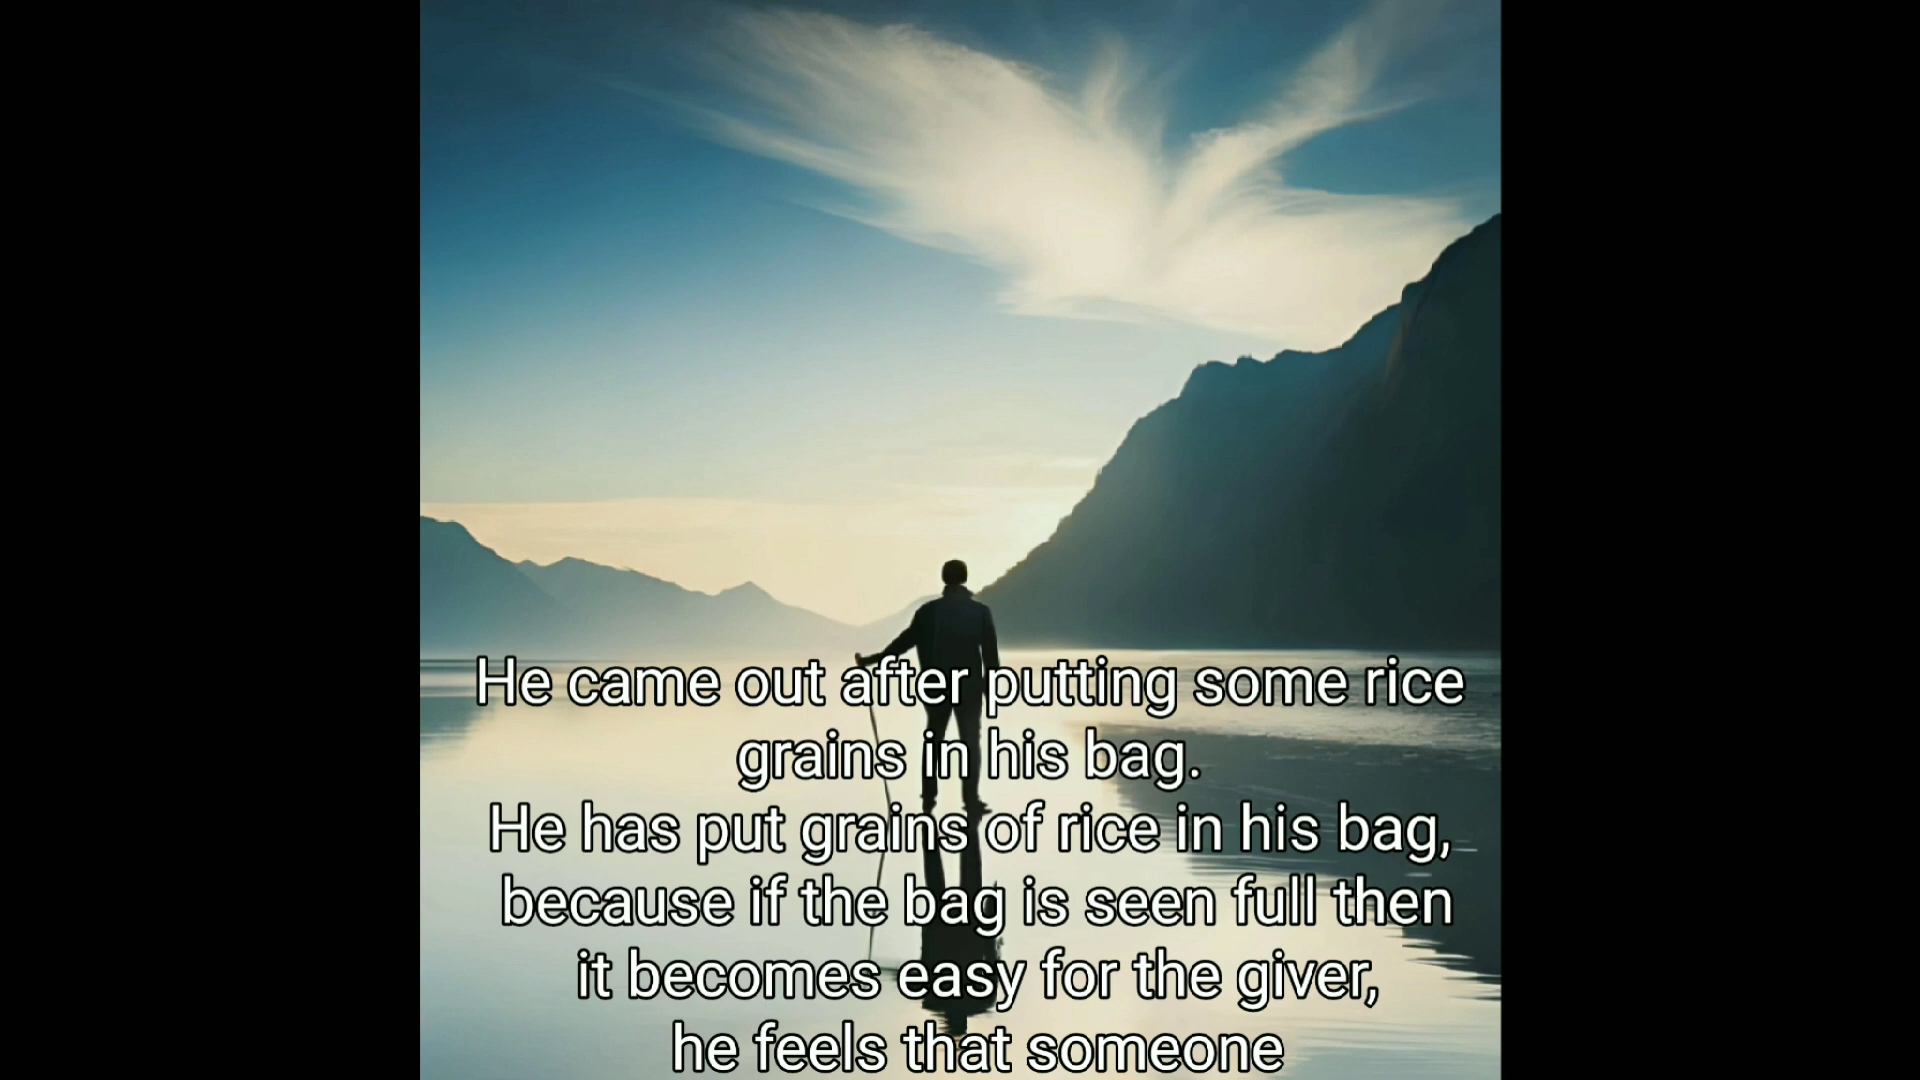 He came out after putting some rice
grains in his bag.
He has put grains of rice in his bag,
because if the bag is seen full then
it becomes easy for the giver,
he feels that someone